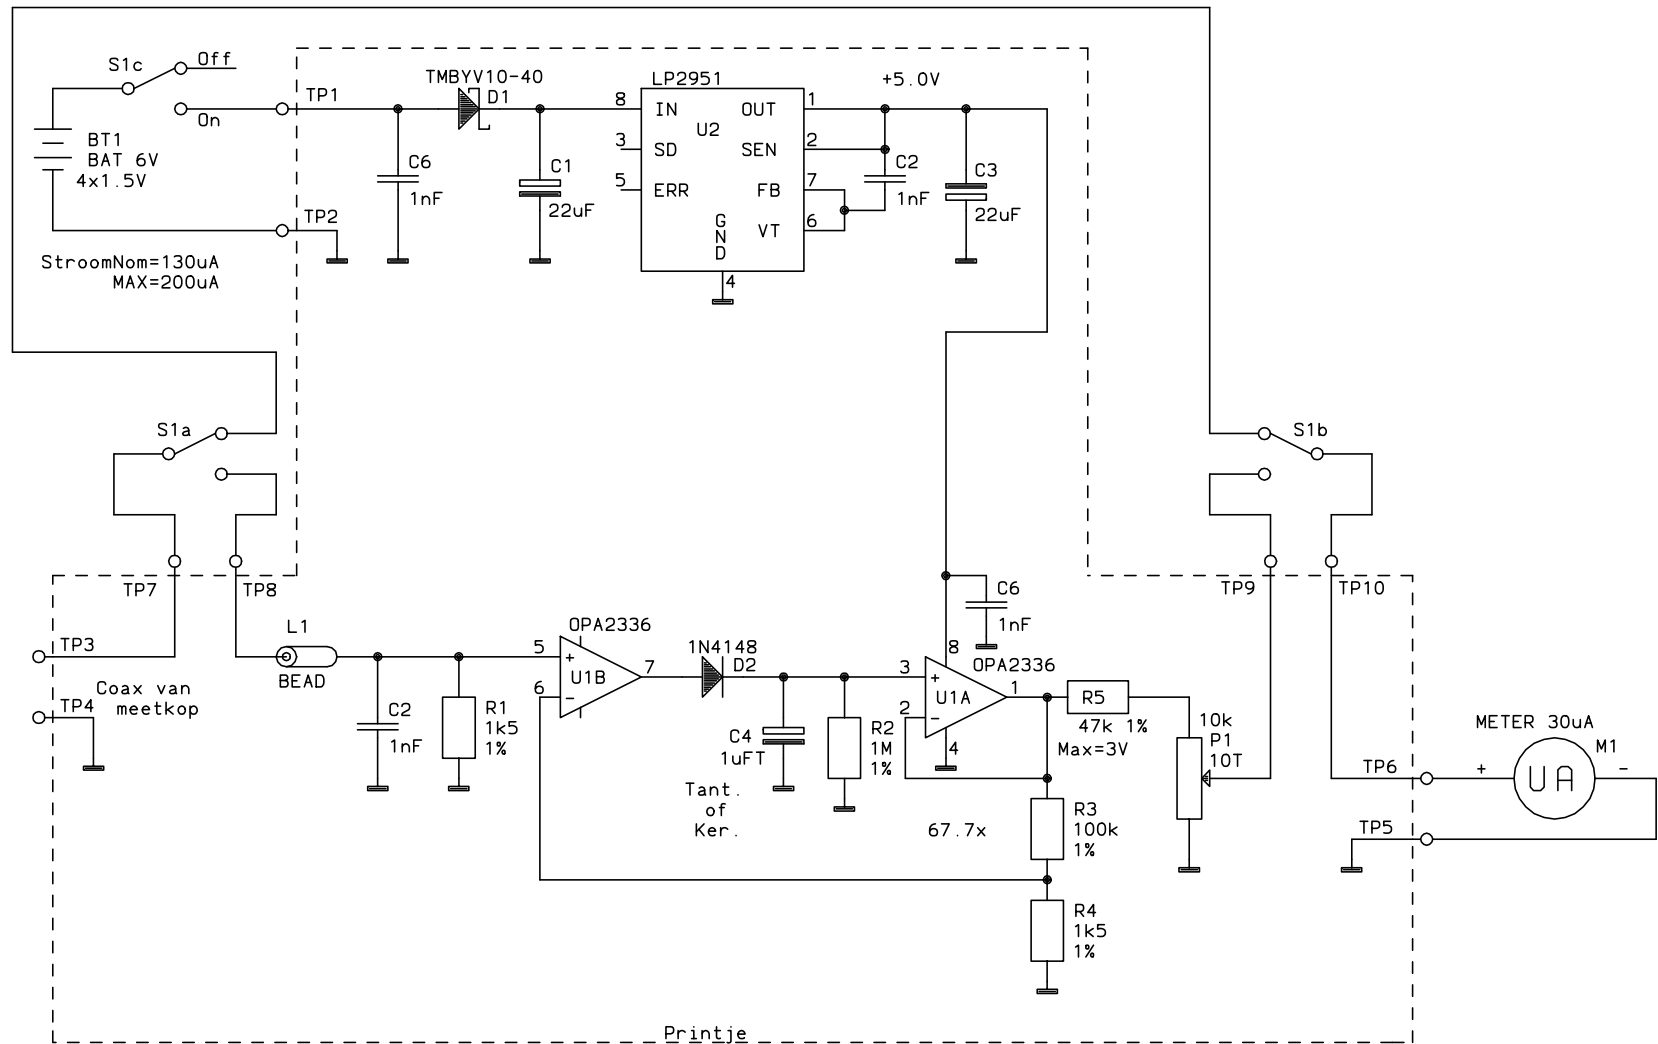 S1c
Off
On
BT1
BAT 6V
4x1.5V
TP1
TP2
StroomNom=130uA
MAX=200uA
TMBYV10-40
D1
C6
1nF
C1
22uF
LP2951
U2
8
IN
3
SD
5
ERR
OUT
1
SEN
2
FB
7
VT
6
GND
4
+5.0V
C2
1nF
C3
22uF
S1a
S1b
TP7
TP8
TP9
TP10
TP3
TP4
Coax van
meetkop
L1
BEAD
C2
1nF
R1
1k5
1%
OPA2336
5
+
U1B
7
6
-
1N4148
D2
C4
1uFT
Tant.
of
Ker.
R2
1M
1%
C6
1nF
8
OPA2336
3
+
U1A
1
2
-
4
R5
47k 1%
Max=3V
67.7x
R3
100k
1%
R4
1k5
1%
10k
P1
10T
METER 30uA
M1
TP6
+
UA
-
TP5
Printje